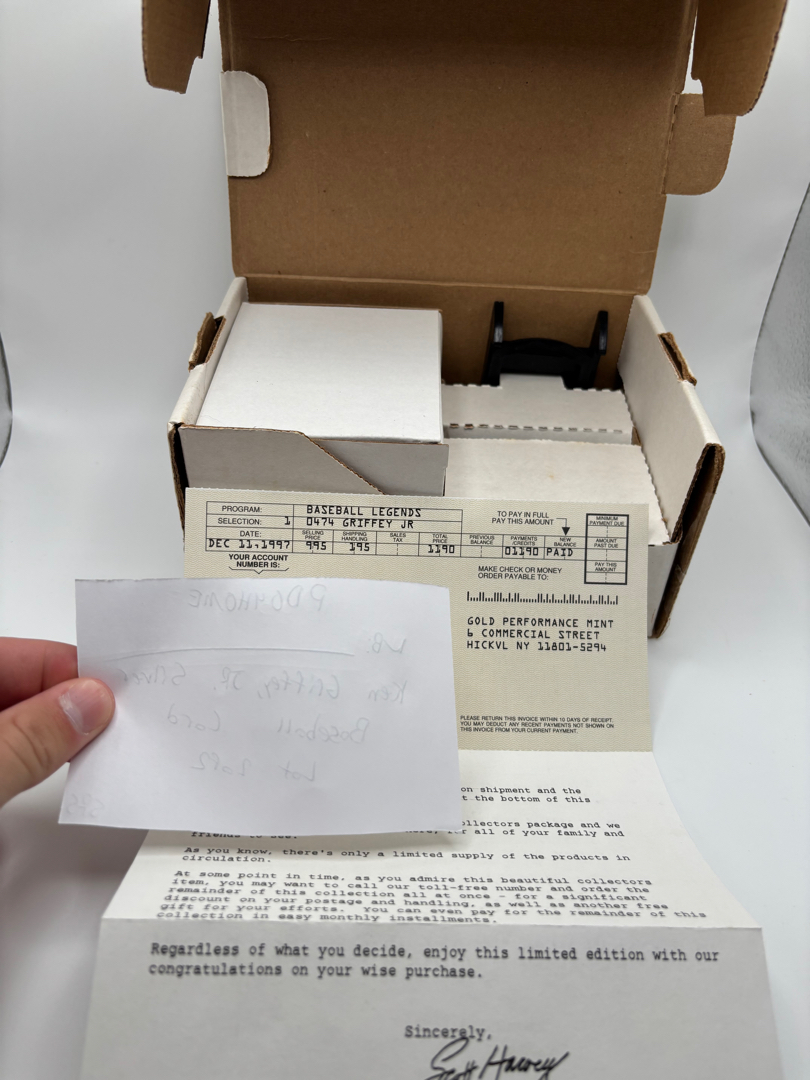 PROGRAM: BASEBALL LEGENDS
SELECTION: 1 0474 GRIFFEY JR
DATE: DEC 11,1997
SELLING PRICE 995
SHIPPING HANDLING 195
SALES TAX
TOTAL PRICE 1190
PREVIOUS BALANCE
PAYMENTS /CREDITS 01190
NEW BALANCE PAID
TO PAY IN FULL
PAY THIS AMOUNT
MINIMUM PAYMENT DUE
AMOUNT PAST DUE
PAY THIS AMOUNT
YOUR ACCOUNT
NUMBER IS:
MAKE CHECK OR MONEY
ORDER PAYABLE TO:
GOLD PERFORMANCE MINT
6 COMMERCIAL STREET
HICKVL NY 11801-5294
PLEASE RETURN THIS INVOICE WITHIN 10 DAYS OF RECEIPT.
YOU MAY DEDUCT ANY RECENT PAYMENTS NOT SHOWN ON
THIS INVOICE FROM YOUR CURRENT PAYMENT.
Ken Griffey, JR. Silver
Baseball Card
Lot 2 of 2
on shipment and the
t the bottom of this
ollectors package and we
friends to see. for all of your family and
As you know, there's only a limited supply of the products in
circulation.
At some point in time, as you admire this beautiful collectors
item, you may want to call our toll-free number and order the
remainder of this collection all at once - for a significant
discount on your postage and handling, as well as another free
gift for your efforts. You can even pay for the remainder of this
collection in easy monthly installments.
Regardless of what you decide, enjoy this limited edition with our
congratulations on your wise purchase.
Sincerely,
Scott Harvey